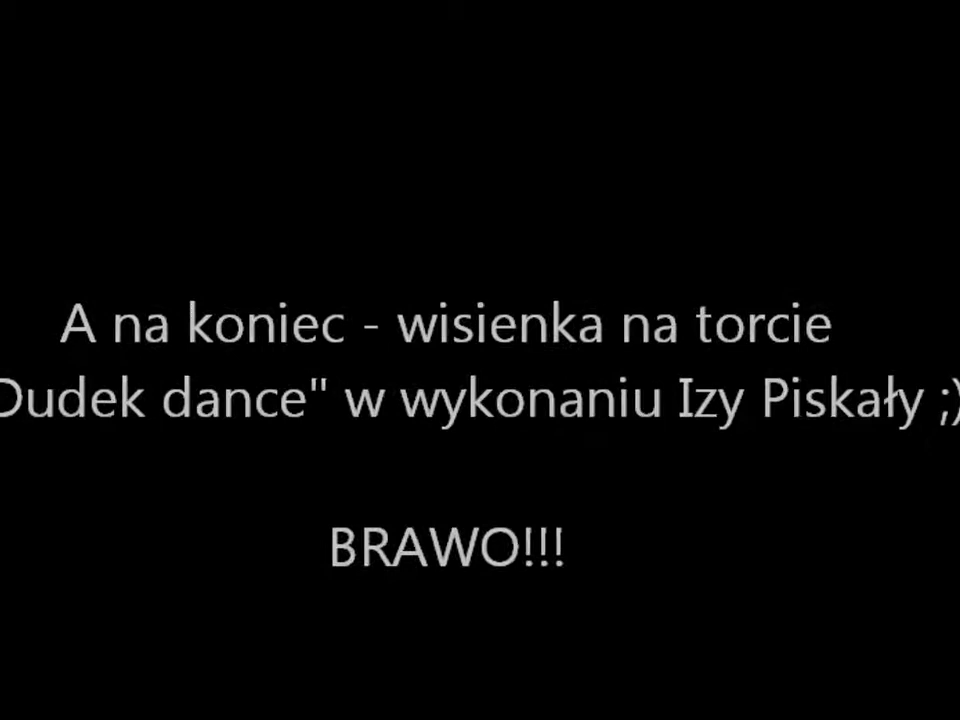 A na koniec - wisienka na torcie
Dudek dance" w wykonaniu Izy Piskały ;)
BRAWO!!!